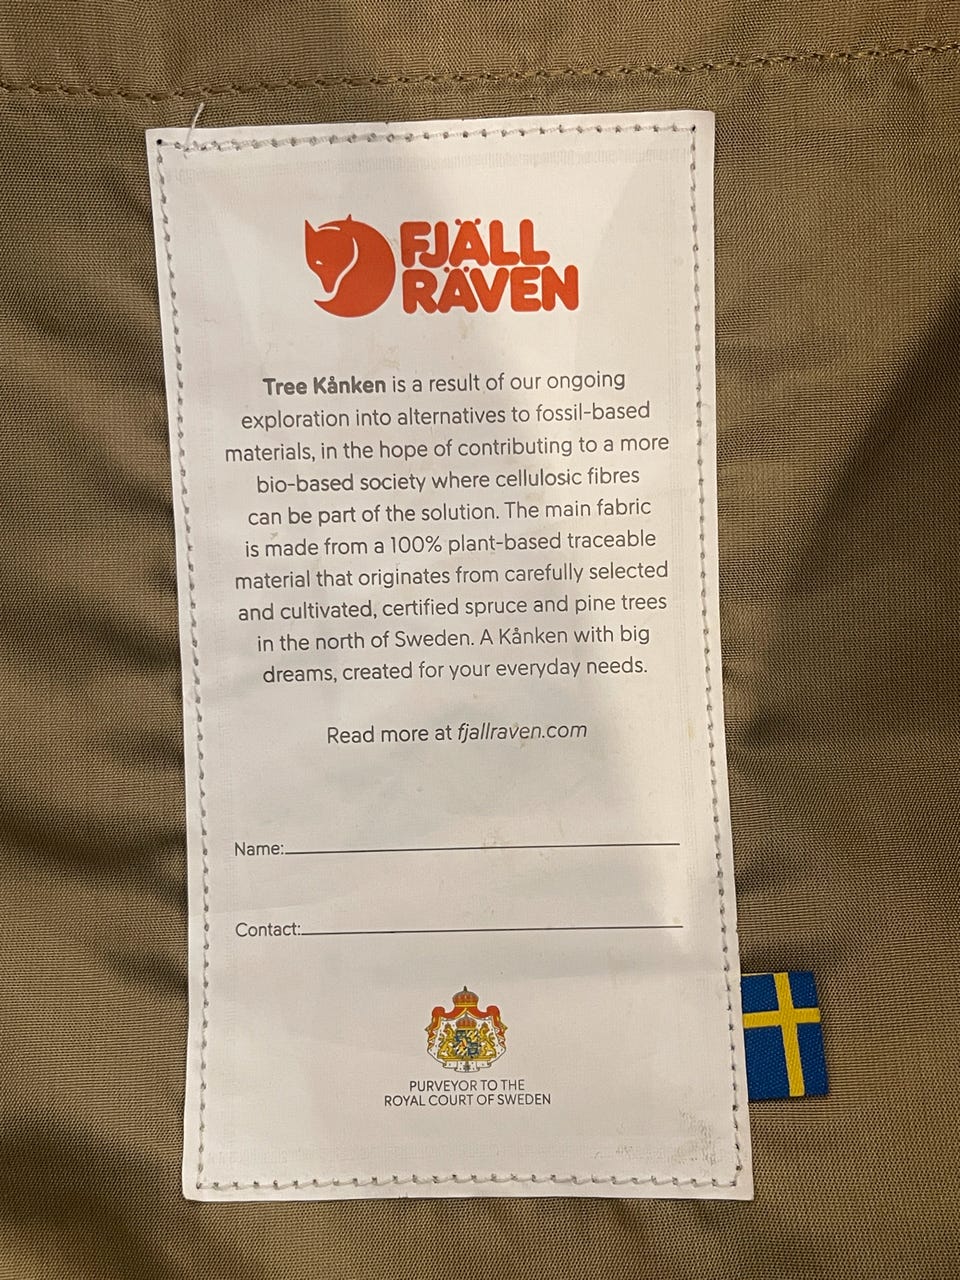 FJÄLL
RÄVEN
Tree Kånken is a result of our ongoing
exploration into alternatives to fossil-based
materials, in the hope of contributing to a more
bio-based society where cellulosic fibres
can be part of the solution. The main fabric
is made from a 100% plant-based traceable
material that originates from carefully selected
and cultivated, certified spruce and pine trees
in the north of Sweden. A Kånken with big
dreams, created for your everyday needs.
Read more at fjallraven.com
Name:
Contact:
PURVEYOR TO THE
ROYAL COURT OF SWEDEN